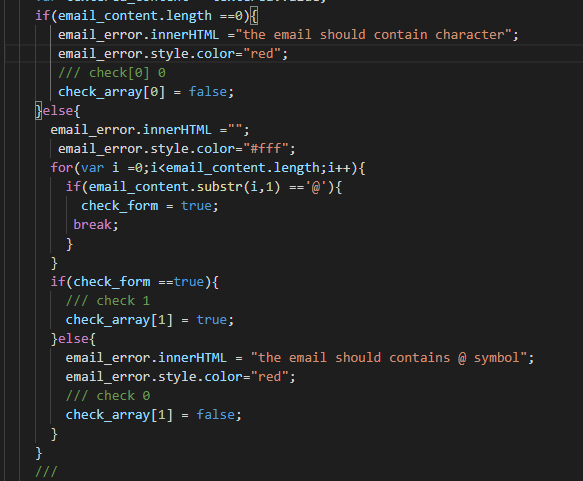 if(email_content.length ==0){
email_error.innerHTML ="the email should contain character";
email_error.style.color="red";
/// check[0] 0
check_array[0] = false;
}else{
email_error.innerHTML ="";
email_error.style.color="#fff";
for(var i =0;i<email_content.length;i++){
if(email_content.substr(i,1) =='@'){
check_form = true;
break;
}
}
if(check_form ==true){
/// check 1
check_array[1] = true;
}else{
email_error.innerHTML = "the email should contains @ symbol";
email_error.style.color="red";
/// check 0
check_array[1] = false;
}
}
///